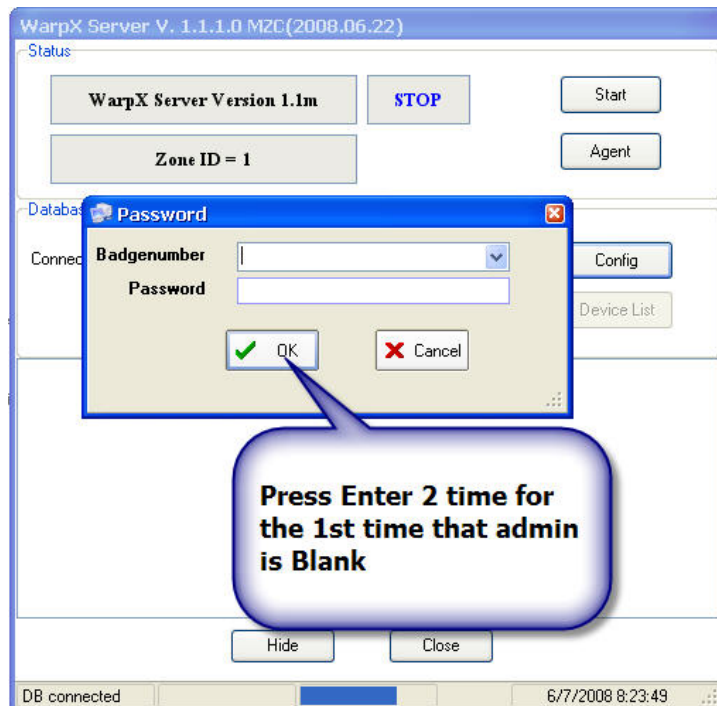 WarpX Server V. 1.1.1.0 MZC(2008.06.22)
Status
WarpX Server Version 1.1m
STOP
Start
Zone ID = 1
Agent
Databas
Password
Connec
Badgenumber
Config
Password
Device List
OK
Cancel
Press Enter 2 time for
the 1st time that admin
is Blank
Hide
Close
DB connected
6/7/2008 8:23:49